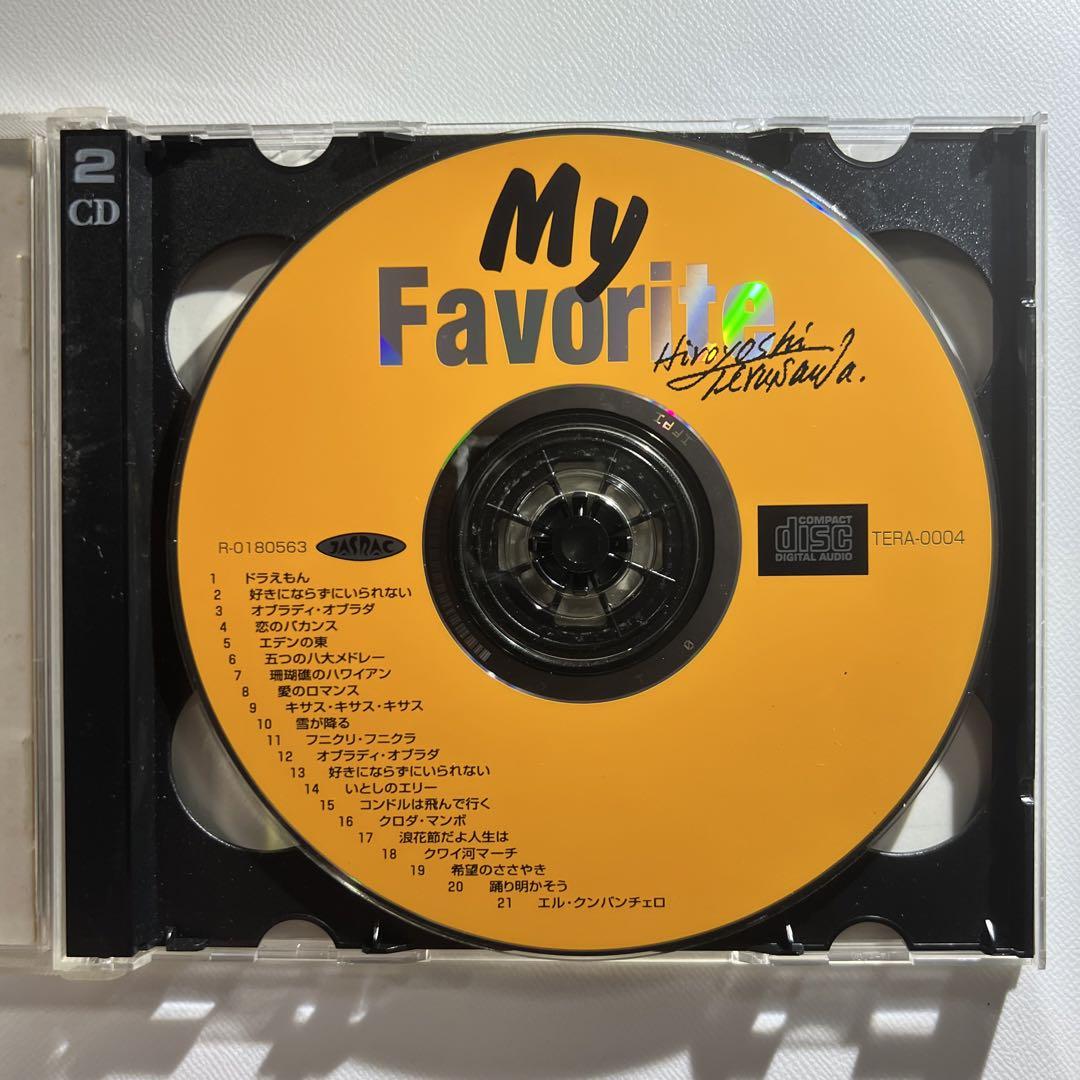 2
CD
My
Favorite
Hiroyoshi
Terusawa.
IFPI
COMPACT
disc
DIGITAL AUDIO
R-0180563 JASRAC
TERA-0004
1 ドラえもん
2 好きにならずにいられない
3 オブラディ・オブラダ
4 恋のバカンス
5 エデンの東
6 五つの八大メドレー
7 珊瑚礁のハワイアン
8 愛のロマンス
9 キサス・キサス・キサス
10 雪が降る
11 フニクリ・フニクラ
12 オブラディ・オブラダ
13 好きにならずにいられない
14 いとしのエリー
15 コンドルは飛んで行く
16 クロダ・マンボ
17 浪花節だよ人生は
18 クワイ河マーチ
19 希望のささやき
20 踊り明かそう
21 エル・クンバンチェロ